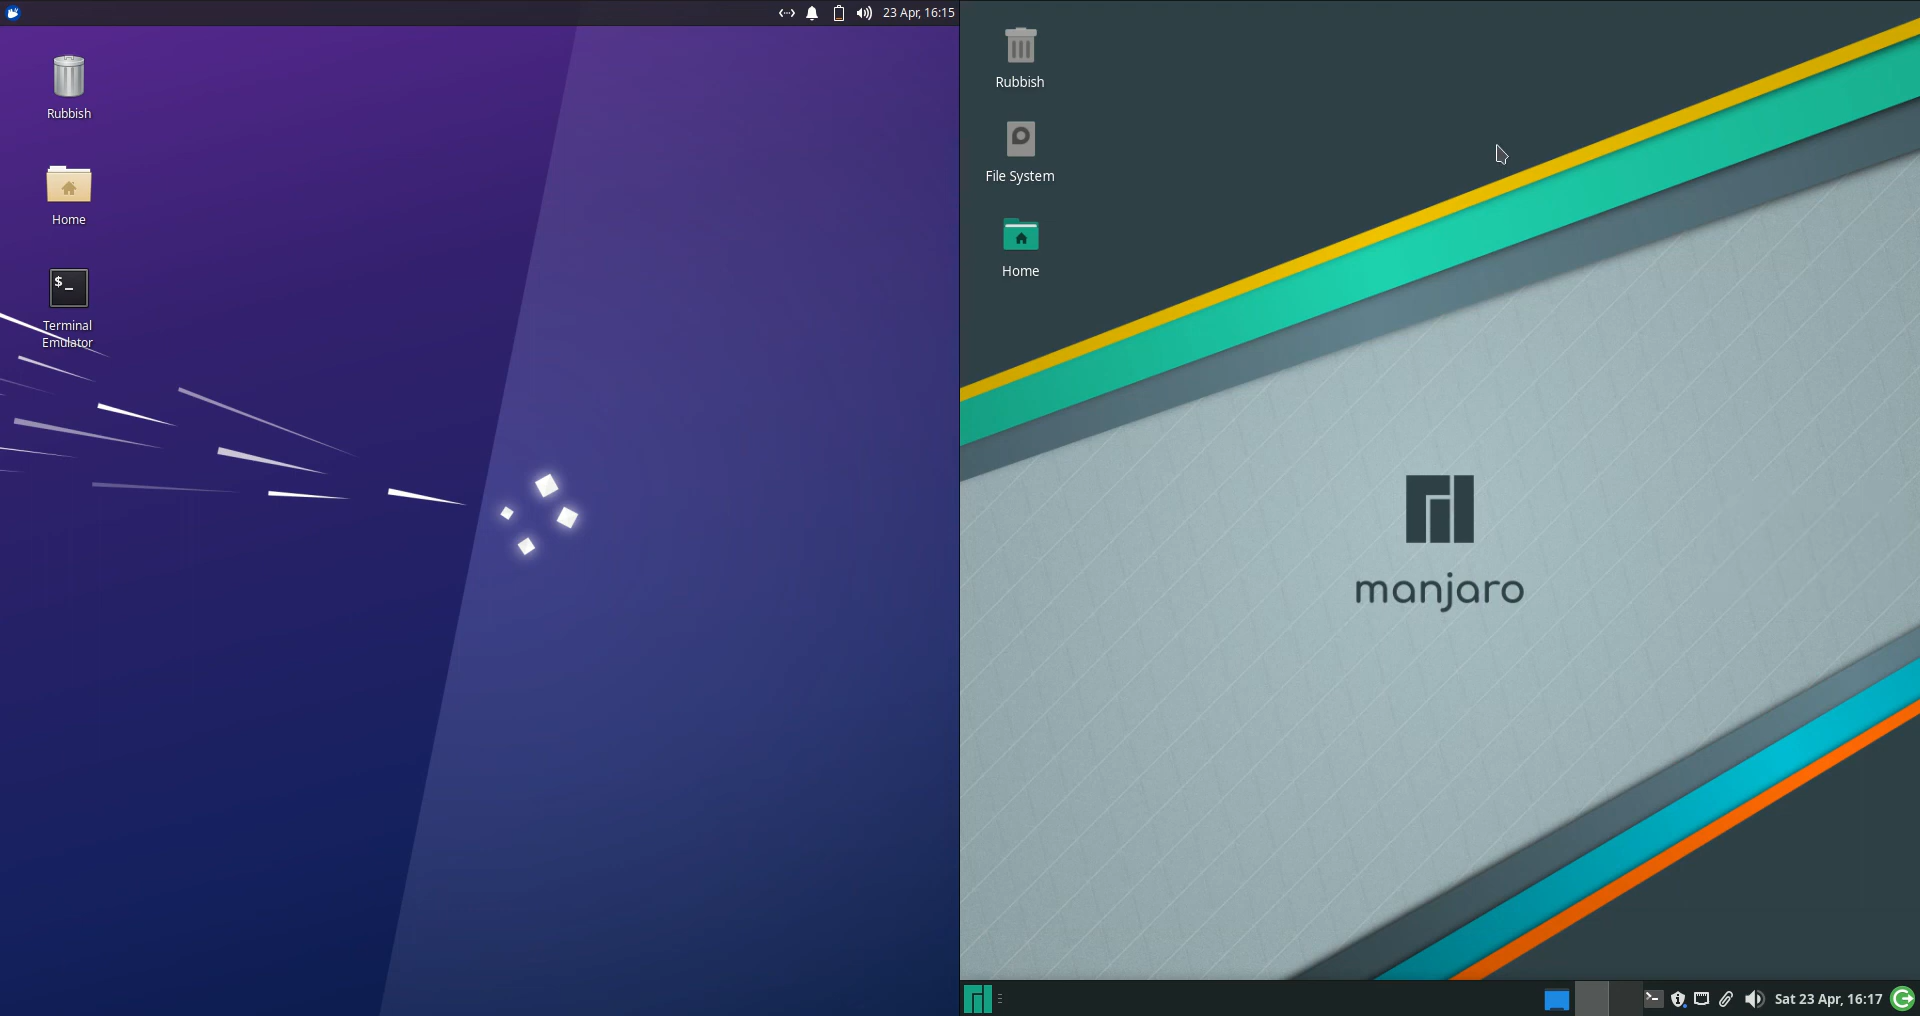 23 Apr, 16:15
Rubbish
Home
$_
Terminal
Emulator
Rubbish
File System
Home
manjaro
Sat 23 Apr, 16:17